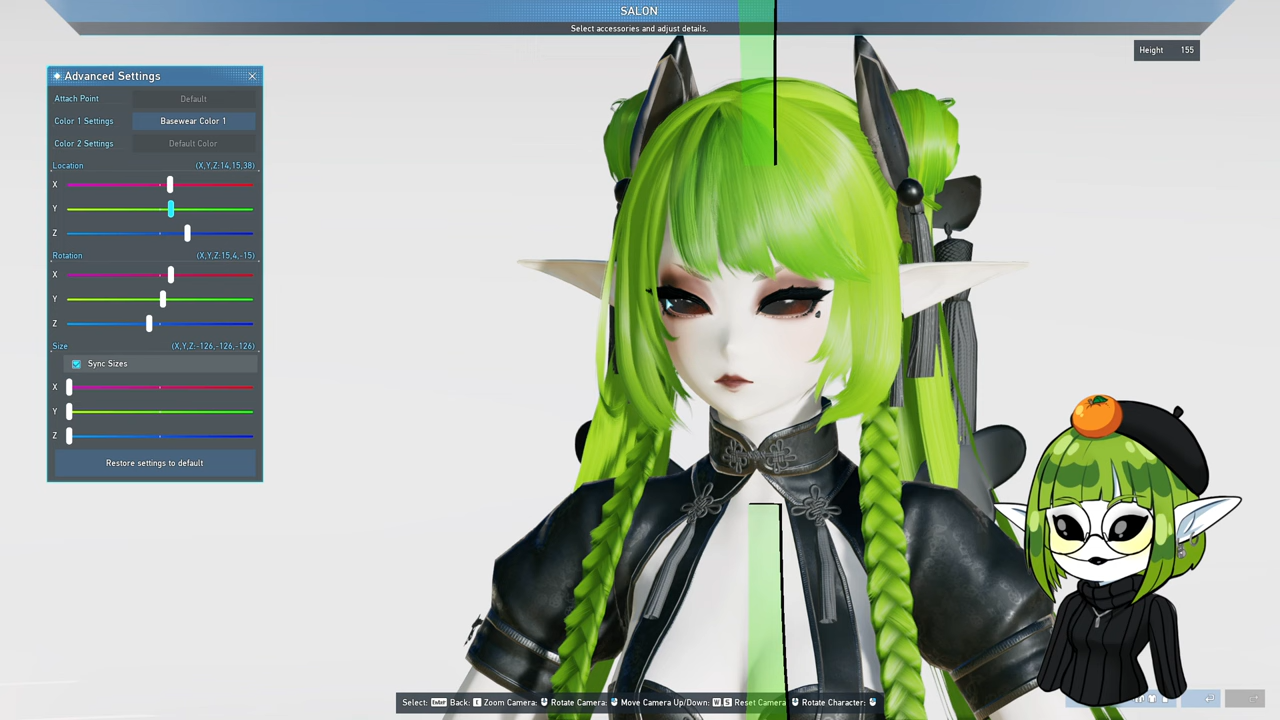 SALON
Select accessories and adjust details.
Height 155
Advanced Settings
Attach Point Default
Color 1 Settings Basewear Color 1
Color 2 Settings Default Color
Location (X,Y,Z:14,15,38)
X
Y
Z
Rotation (X,Y,Z:15,4,-15)
X
Y
Z
Size (X,Y,Z:-126,-126,-126)
Sync Sizes
X
Y
Z
Restore settings to default
Select: Enter Back: E Zoom Camera: Rotate Camera: Move Camera Up/Down: W S Reset Camera Rotate Character: